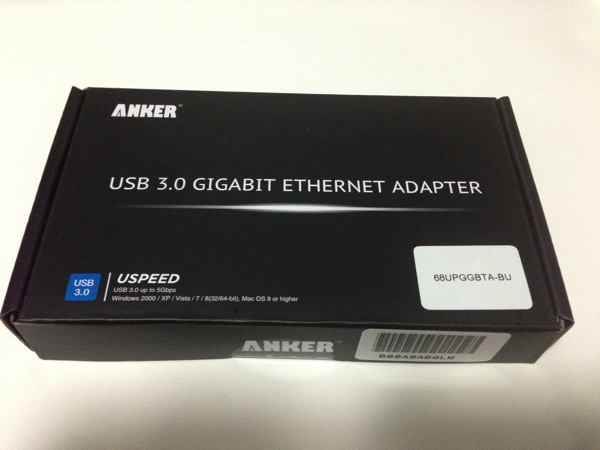 ANKER®
USB 3.0 GIGABIT ETHERNET ADAPTER
USB
3.0
USPEED
USB 3.0 up to 5Gbps
Windows 2000 / XP / Vista / 7 / 8(32/64-bit), Mac OS 9 or higher
68UPGGBTA-BU
ANKER